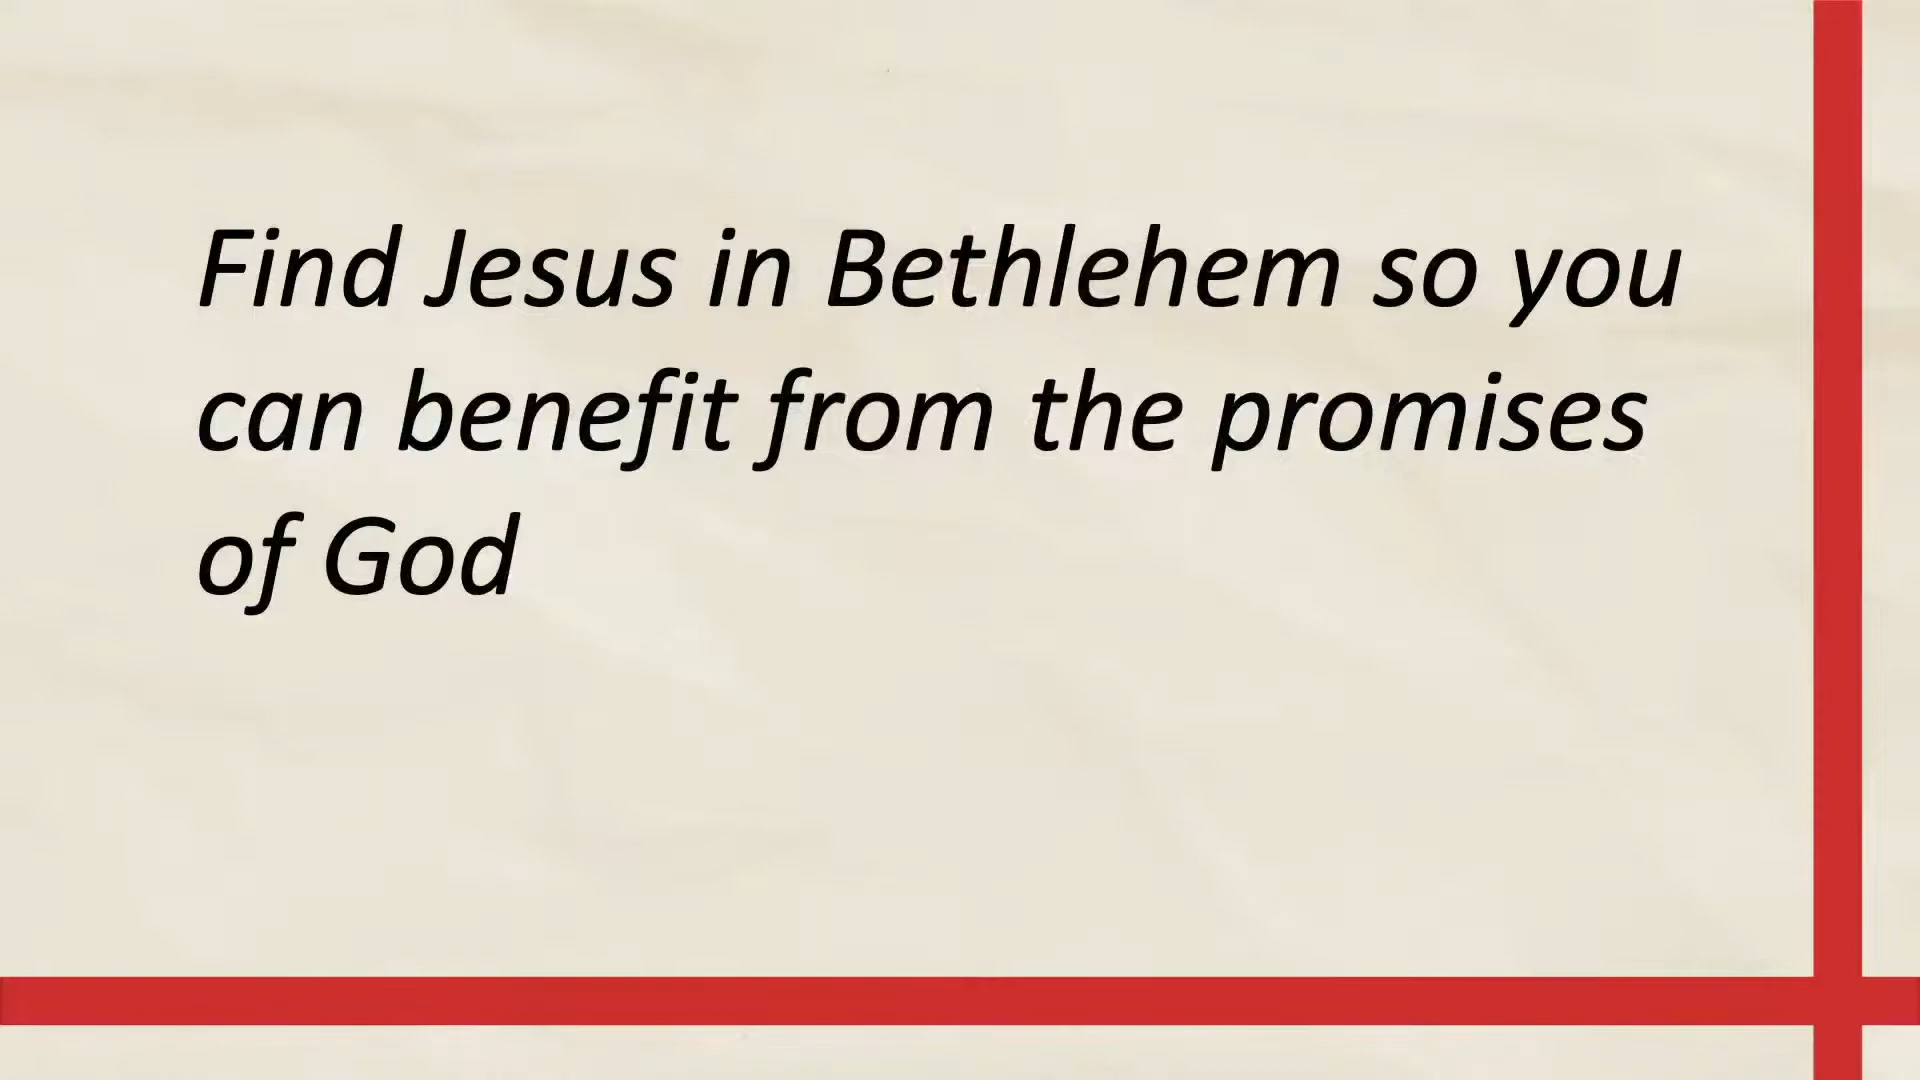 Find Jesus in Bethlehem so you
can benefit from the promises
of God